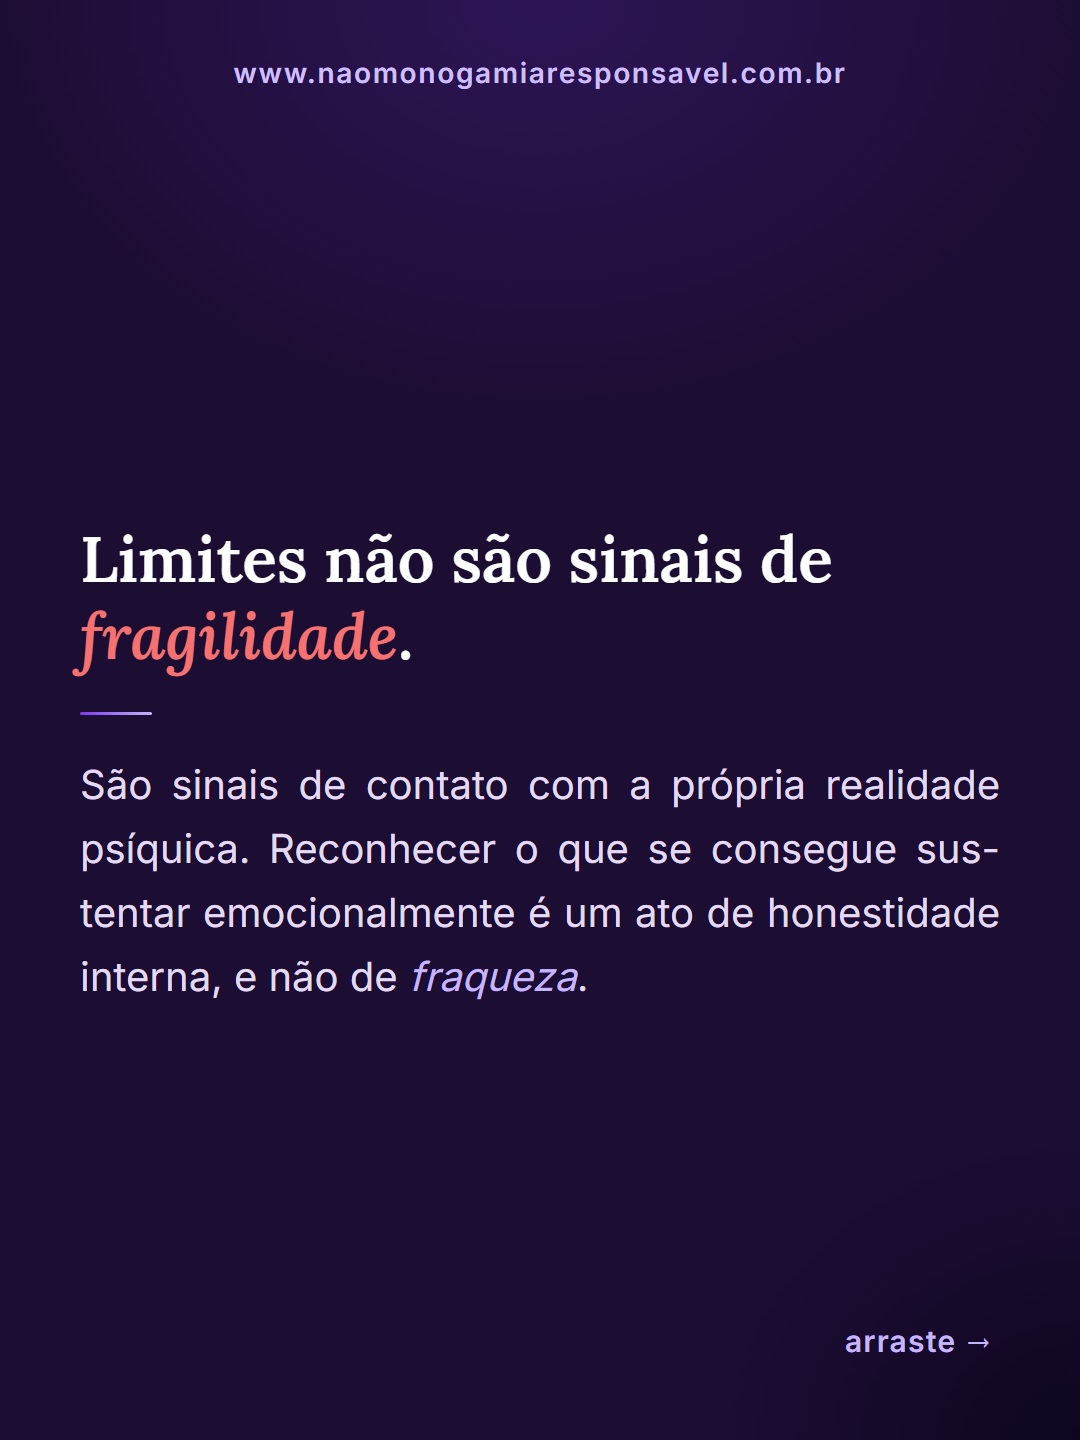 www.naomonogamiaresponsavel.com.br
Limites não são sinais de
fragilidade.
São sinais de contato com a própria realidade
psíquica. Reconhecer o que se consegue sus-
tentar emocionalmente é um ato de honestidade
interna, e não de fraqueza.
arraste →